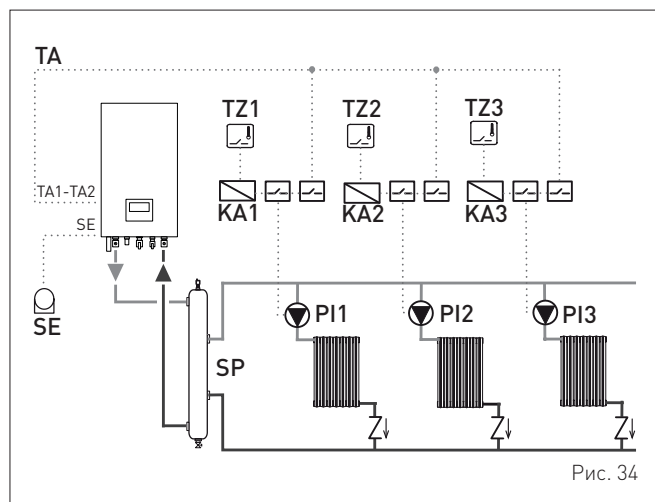 TA
TZ1 TZ2 TZ3
TA1-TA2
KA1 KA2 KA3
SE
SE
PI1 PI2 PI3
SP
Рис. 34